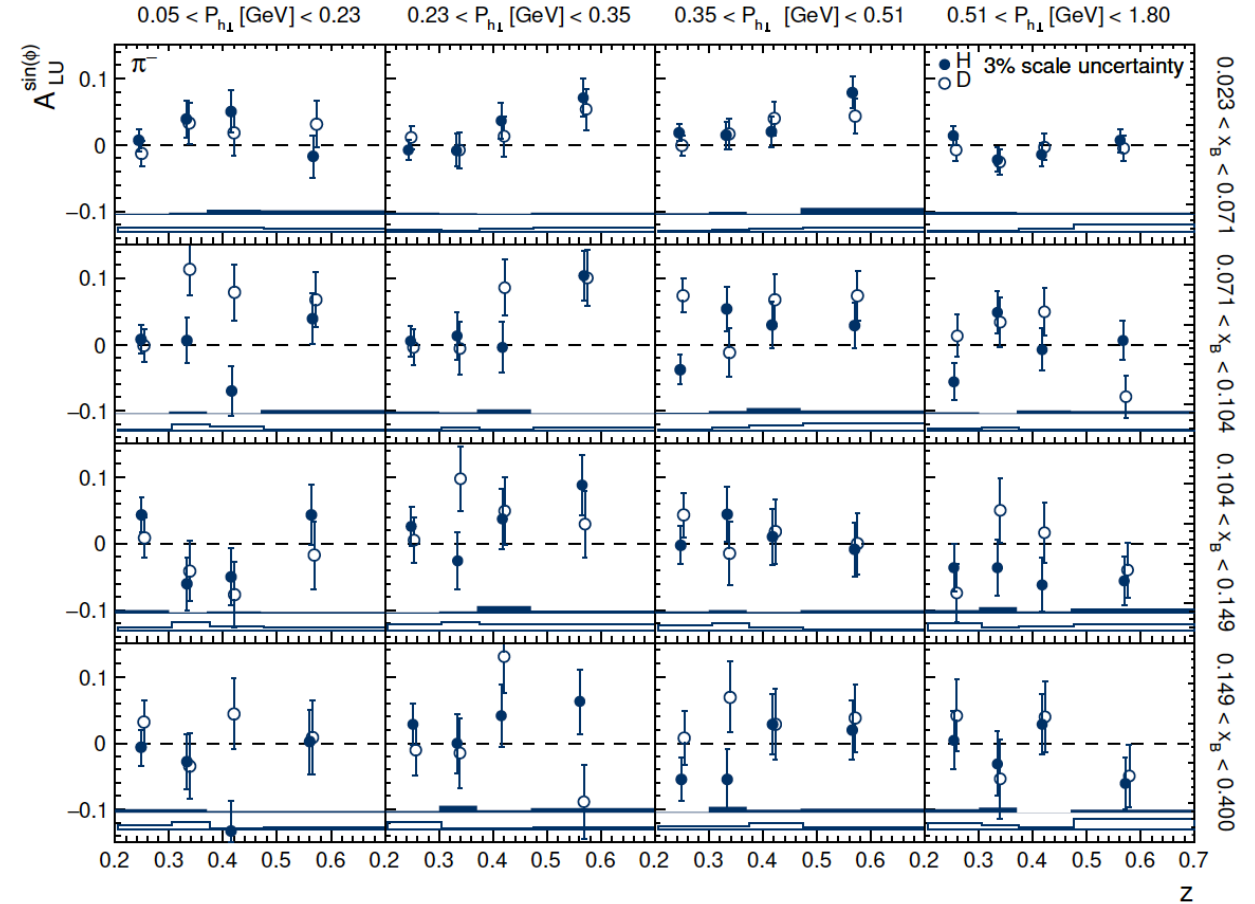 0.05 < P_h⊥ [GeV] < 0.23 0.23 < P_h⊥ [GeV] < 0.35 0.35 < P_h⊥ [GeV] < 0.51 0.51 < P_h⊥ [GeV] < 1.80
A_LU^sin(ϕ)
π⁻
H 3% scale uncertainty
D
0.1
0
−0.1
0.023 < x_B < 0.071
0.1
0
−0.1
0.071 < x_B < 0.104
0.1
0
−0.1
0.104 < x_B < 0.149
0.1
0
−0.1
0.149 < x_B < 0.400
0.2 0.3 0.4 0.5 0.6 0.2 0.3 0.4 0.5 0.6 0.2 0.3 0.4 0.5 0.6 0.2 0.3 0.4 0.5 0.6 0.7
z